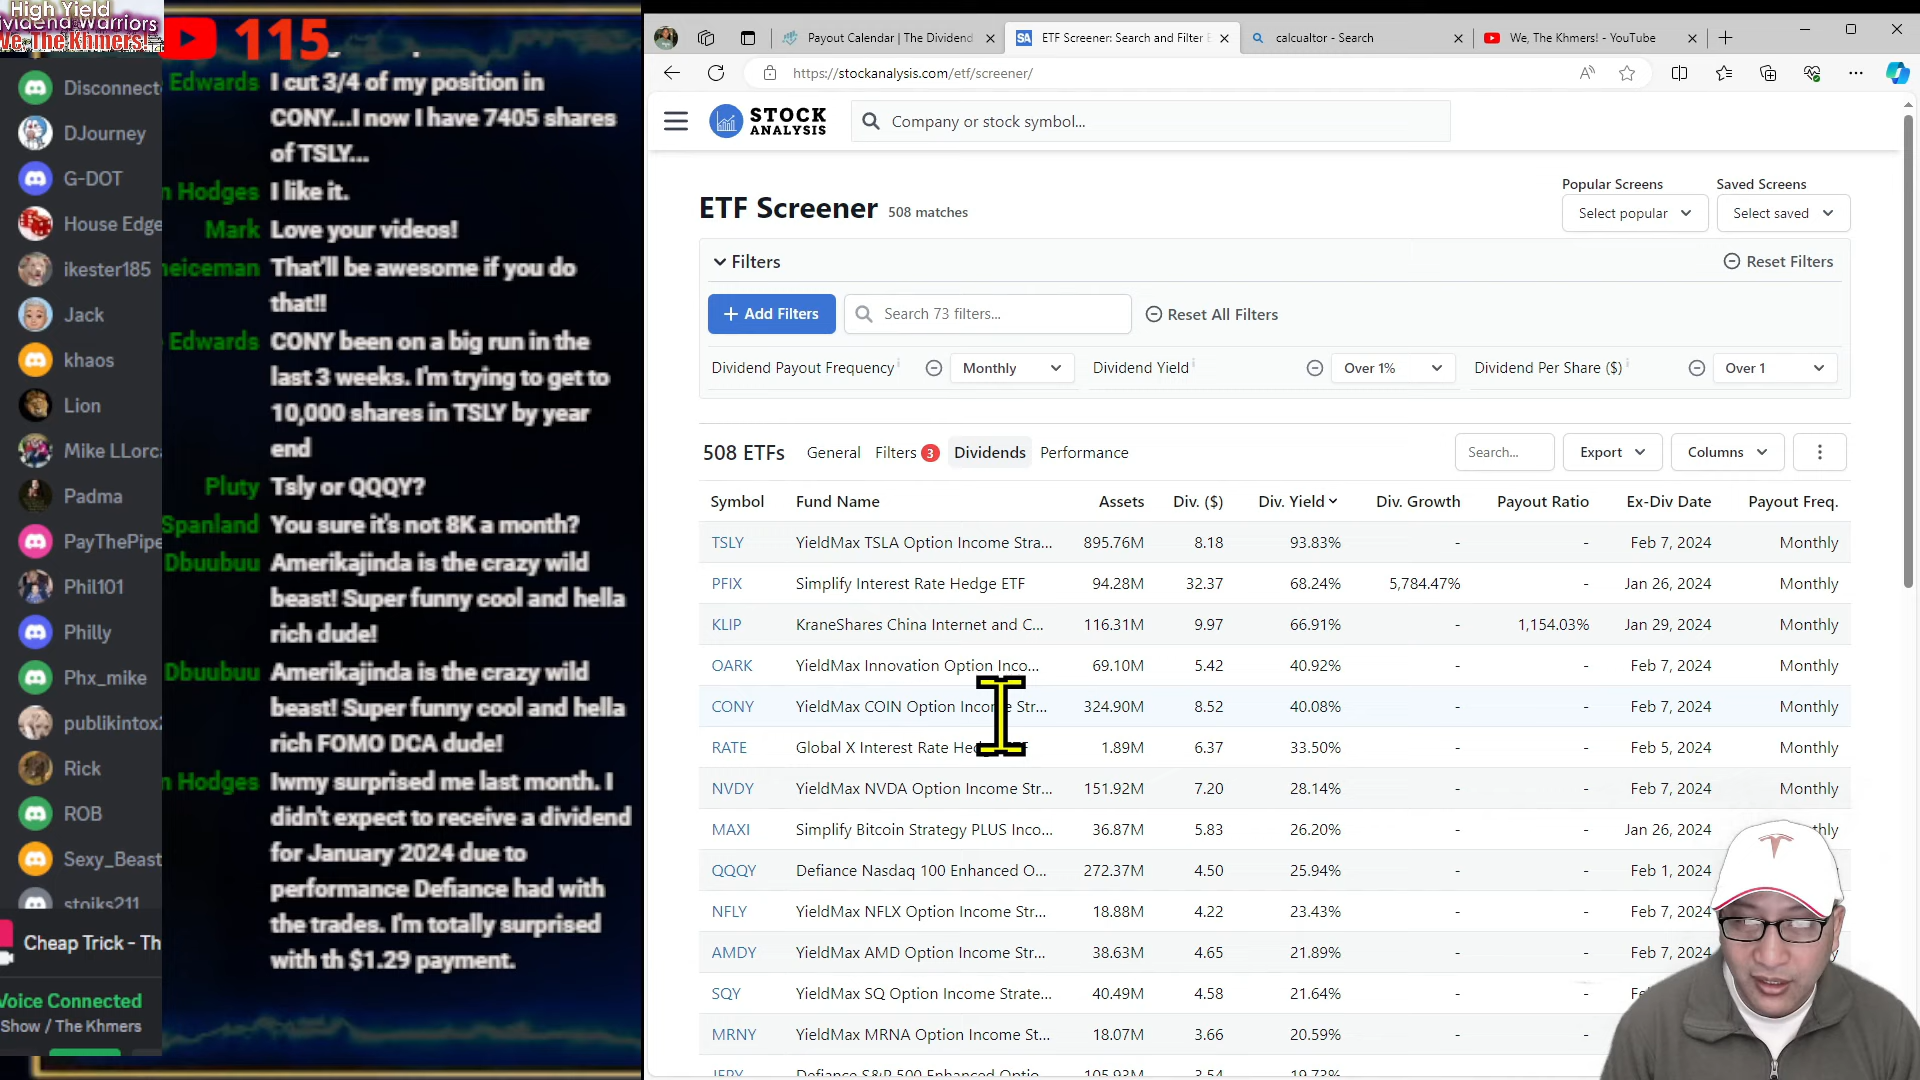 High Yield
Dividend Warriors
We, The Khmers!
115
Disconnect
DJourney
G-DOT
House Edge
ikester185
Jack
khaos
Lion
Mike LLorc
Padma
PayThePipe
Phil101
Philly
Phx_mike
publikintox
Rick
ROB
Sexy_Beast
stoiks211
Cheap Trick - Th
Voice Connected
Show / The Khmers
Edwards I cut 3/4 of my position in
CONY...I now I have 7405 shares
of TSLY...
n Hodges I like it.
Mark Love your videos!
heiceman That'll be awesome if you do
that!!
Edwards CONY been on a big run in the
last 3 weeks. I'm trying to get to
10,000 shares in TSLY by year
end
Pluty Tsly or QQQY?
Spanland You sure it's not 8K a month?
Dbuubuu Amerikajinda is the crazy wild
beast! Super funny cool and hella
rich dude!
Dbuubuu Amerikajinda is the crazy wild
beast! Super funny cool and hella
rich FOMO DCA dude!
n Hodges Iwmy surprised me last month. I
didn't expect to receive a dividend
for January 2024 due to
performance Defiance had with
the trades. I'm totally surprised
with th $1.29 payment.
Payout Calendar | The Dividend
SA ETF Screener: Search and Filter E
calcualtor - Search
We, The Khmers! - YouTube
https://stockanalysis.com/etf/screener/
STOCK
ANALYSIS
Company or stock symbol...
ETF Screener 508 matches
Popular Screens Saved Screens
Select popular Select saved
Filters Reset Filters
Add Filters Search 73 filters... Reset All Filters
Dividend Payout Frequency Monthly Dividend Yield Over 1% Dividend Per Share ($) Over 1
508 ETFs General Filters 3 Dividends Performance Search... Export Columns
Symbol Fund Name Assets Div. ($) Div. Yield Div. Growth Payout Ratio Ex-Div Date Payout Freq.
TSLY YieldMax TSLA Option Income Stra... 895.76M 8.18 93.83% - - Feb 7, 2024 Monthly
PFIX Simplify Interest Rate Hedge ETF 94.28M 32.37 68.24% 5,784.47% - Jan 26, 2024 Monthly
KLIP KraneShares China Internet and C... 116.31M 9.97 66.91% - 1,154.03% Jan 29, 2024 Monthly
OARK YieldMax Innovation Option Inco... 69.10M 5.42 40.92% - - Feb 7, 2024 Monthly
CONY YieldMax COIN Option Income Str... 324.90M 8.52 40.08% - - Feb 7, 2024 Monthly
RATE Global X Interest Rate He 1.89M 6.37 33.50% - - Feb 5, 2024 Monthly
NVDY YieldMax NVDA Option Income Str... 151.92M 7.20 28.14% - - Feb 7, 2024 Monthly
MAXI Simplify Bitcoin Strategy PLUS Inco... 36.87M 5.83 26.20% - - Jan 26, 2024 thly
QQQY Defiance Nasdaq 100 Enhanced O... 272.37M 4.50 25.94% - - Feb 1, 2024
NFLY YieldMax NFLX Option Income Str... 18.88M 4.22 23.43% - - Feb 7, 2024
AMDY YieldMax AMD Option Income Str... 38.63M 4.65 21.89% - - Feb 7, 2024
SQY YieldMax SQ Option Income Strate... 40.49M 4.58 21.64% - - Fe
MRNY YieldMax MRNA Option Income Str... 18.07M 3.66 20.59% - -
JEPY Defiance S&P 500 Enhanced Optio... 105.93M 3.54 19.73%